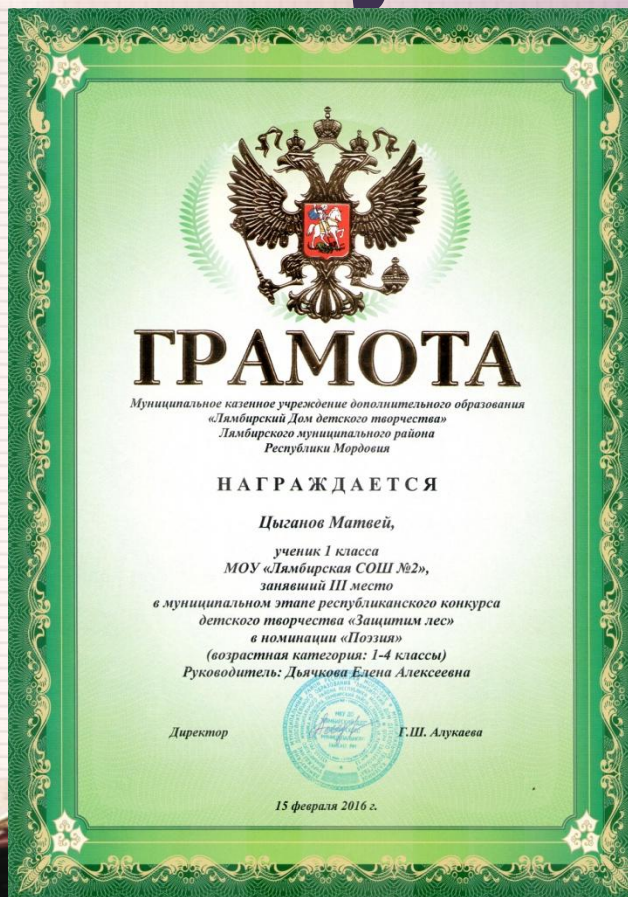 ГРАМОТА
Муниципальное казенное учреждение дополнительного образования
«Лямбирский Дом детского творчества»
Лямбирского муниципального района
Республики Мордовия
НАГРАЖДАЕТСЯ
Цыганов Матвей,
ученик 1 класса
МОУ «Лямбирская СОШ №2»,
занявший III место
в муниципальном этапе республиканского конкурса
детского творчества «Защитим лес»
в номинации «Поэзия»
(возрастная категория: 1-4 классы)
Руководитель: Дьячкова Елена Алексеевна
Директор Г.Ш. Алукаева
15 февраля 2016 г.